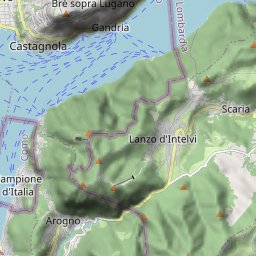 Brè sopra Lugano
Gandria
Castagnola
Lombardia
Scaria
Lanzo d'Intelvi
Como
Campione
d'Italia
Arogno